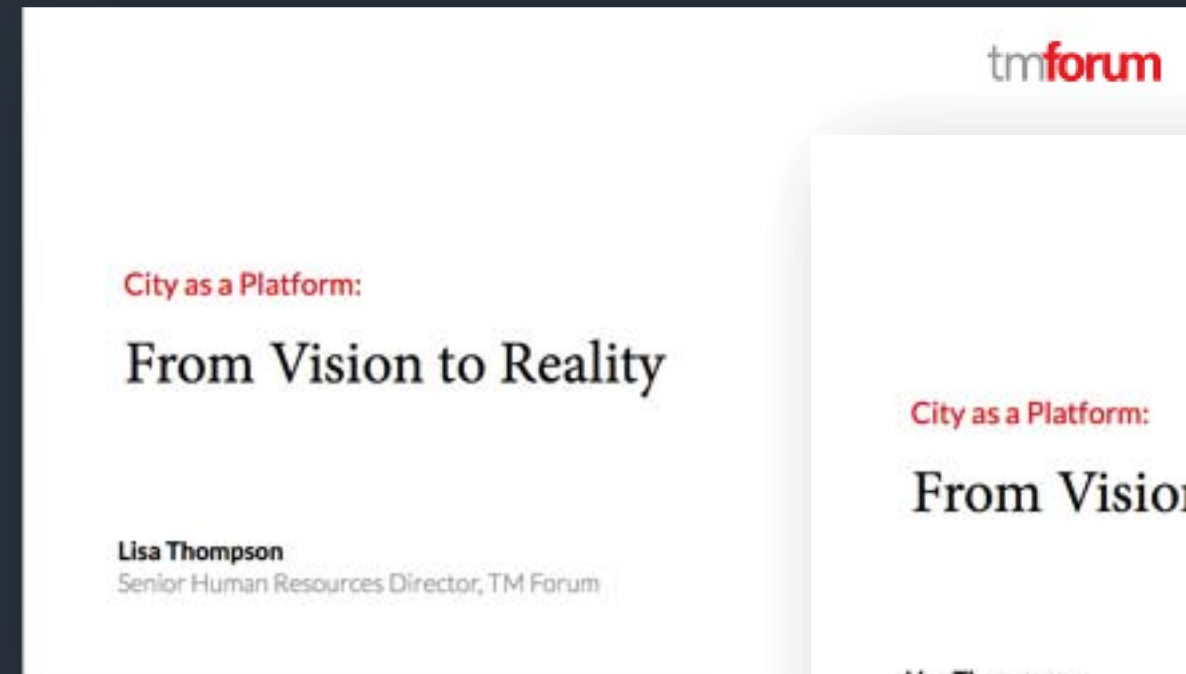 tmforum
City as a Platform:
From Vision to Reality
Lisa Thompson
Senior Human Resources Director, TM Forum
City as a Platform:
From Vision